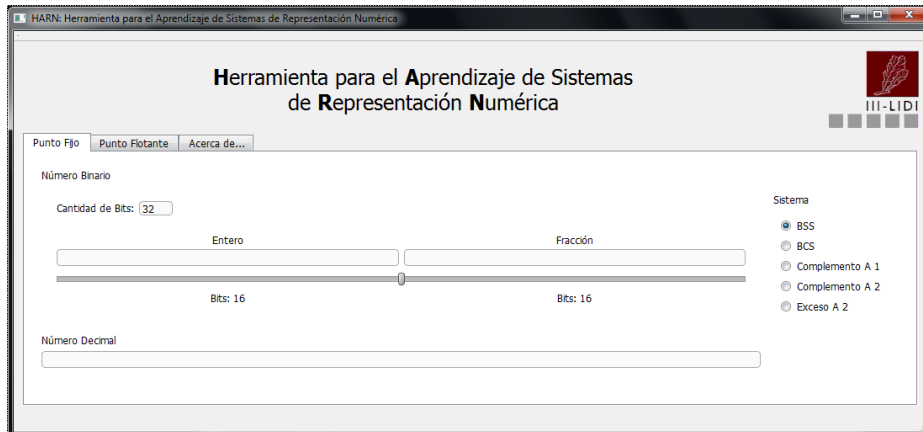 HARN: Herramienta para el Aprendizaje de Sistemas de Representación Numérica
Herramienta para el Aprendizaje de Sistemas
de Representación Numérica
III-LIDI
Punto Fijo Punto Flotante Acerca de...
Número Binario
Cantidad de Bits: 32
Entero Fracción
Bits: 16 Bits: 16
Número Decimal
Sistema
BSS
BCS
Complemento A 1
Complemento A 2
Exceso A 2